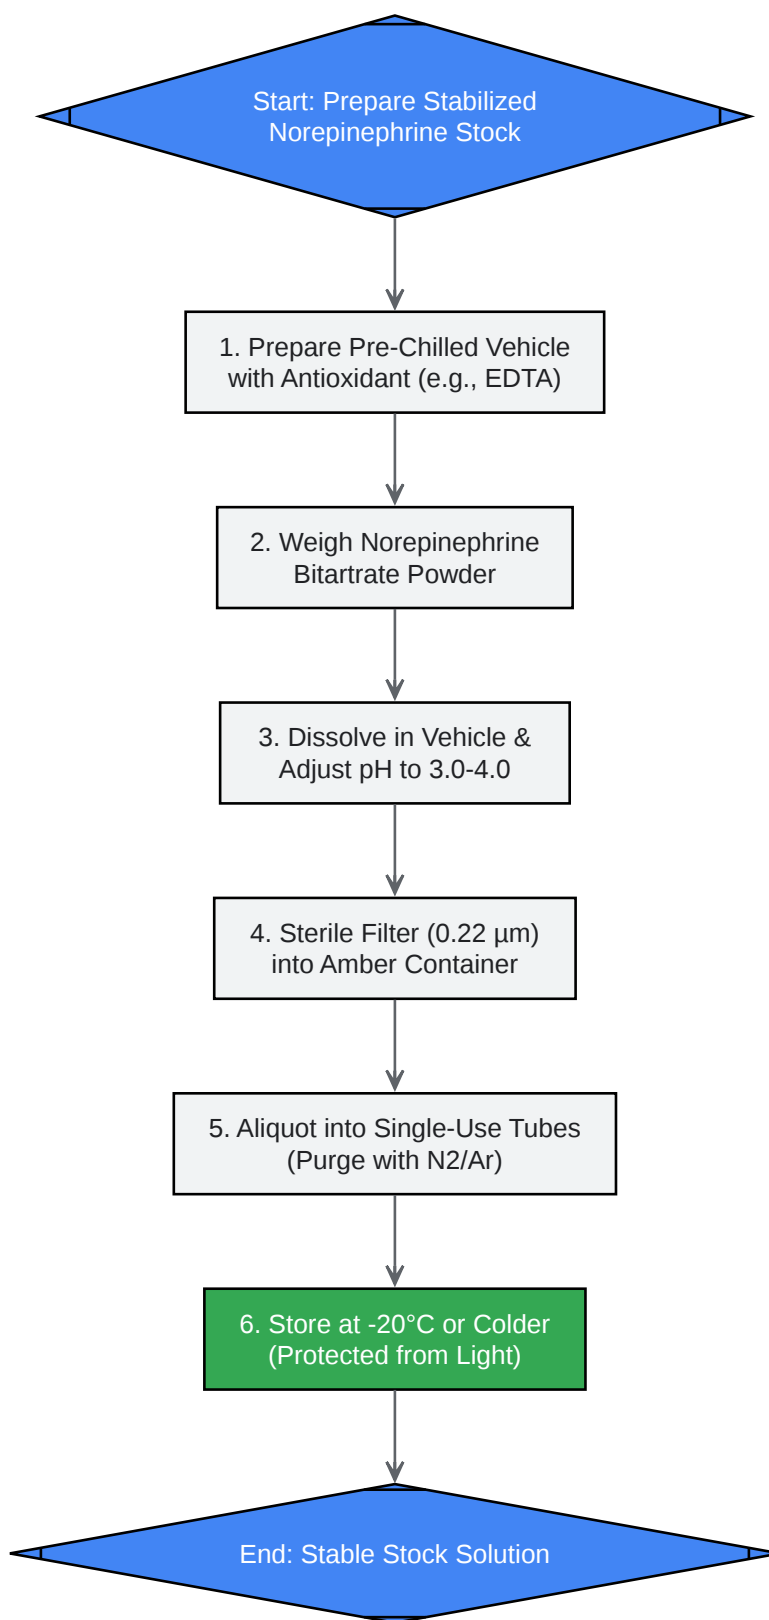 Start: Prepare Stabilized
Norepinephrine Stock
1. Prepare Pre-Chilled Vehicle
with Antioxidant (e.g., EDTA)
2. Weigh Norepinephrine
Bitartrate Powder
3. Dissolve in Vehicle &
Adjust pH to 3.0-4.0
4. Sterile Filter (0.22 µm)
into Amber Container
5. Aliquot into Single-Use Tubes
(Purge with N2/Ar)
6. Store at -20°C or Colder
(Protected from Light)
End: Stable Stock Solution